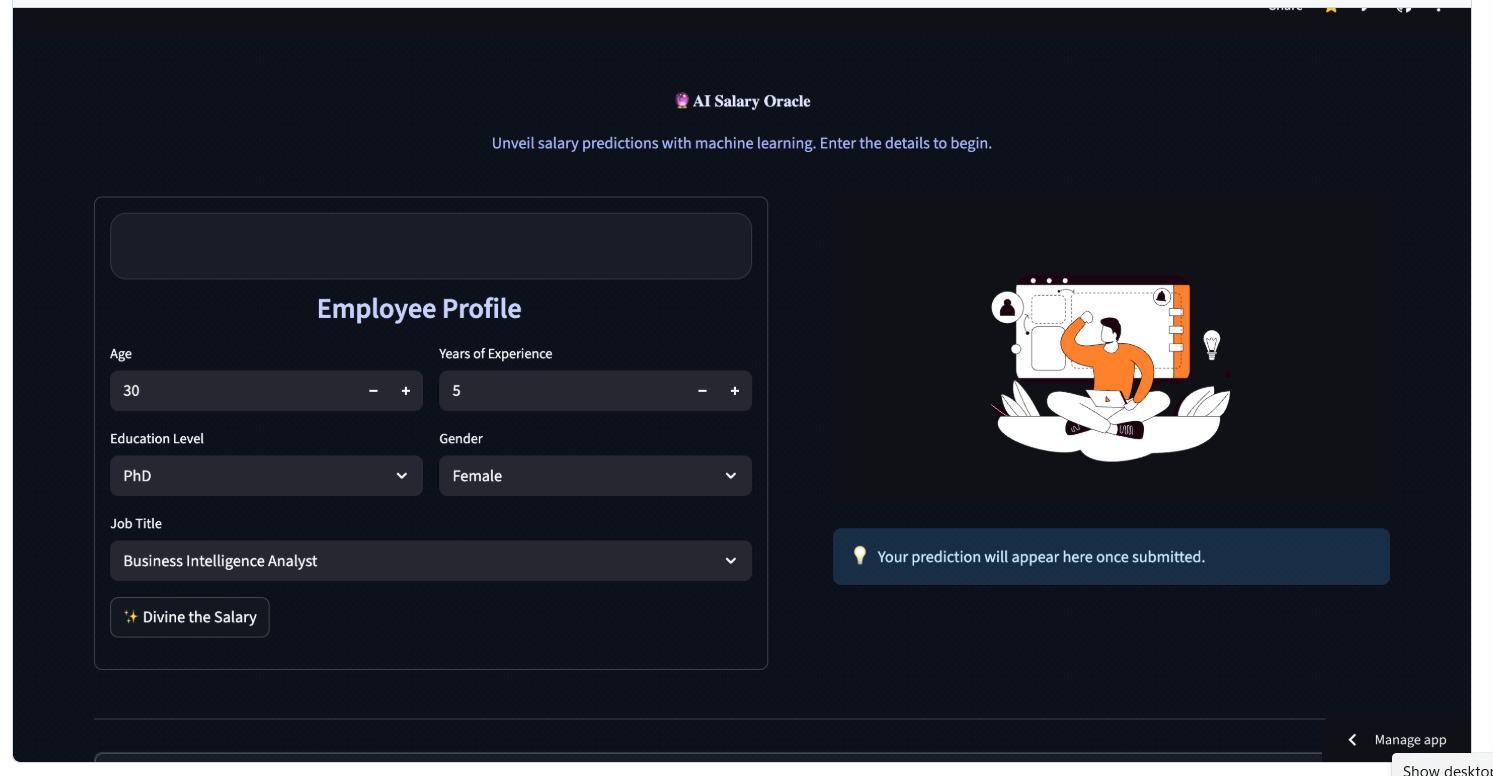 Share
AI Salary Oracle
Unveil salary predictions with machine learning. Enter the details to begin.
Employee Profile
Age
Years of Experience
30
5
Education Level
Gender
PhD
Female
Job Title
Business Intelligence Analyst
Divine the Salary
Your prediction will appear here once submitted.
Manage app
Show desktop